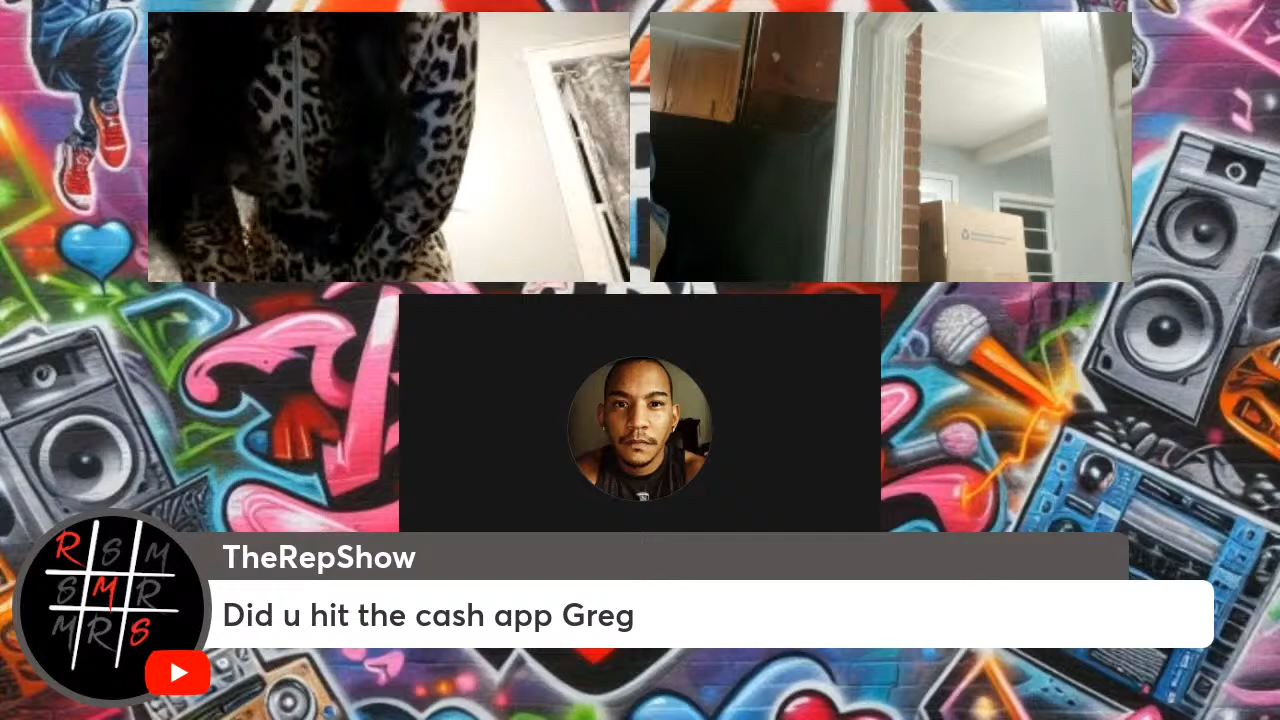 R S M
S M R
M R S
TheRepShow
Did u hit the cash app Greg